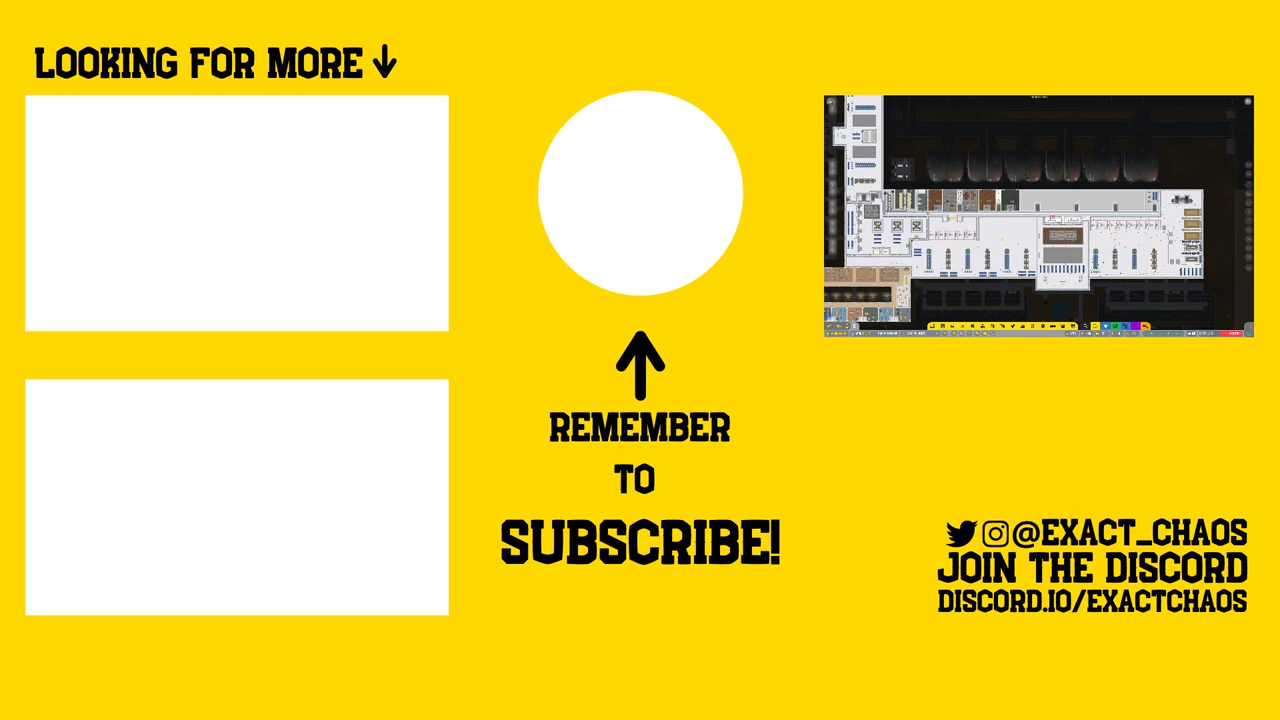 LOOKING FOR MORE
REMEMBER
TO
SUBSCRIBE!
@EXACT_CHAOS
JOIN THE DISCORD
DISCORD.IO/EXACTCHAOS